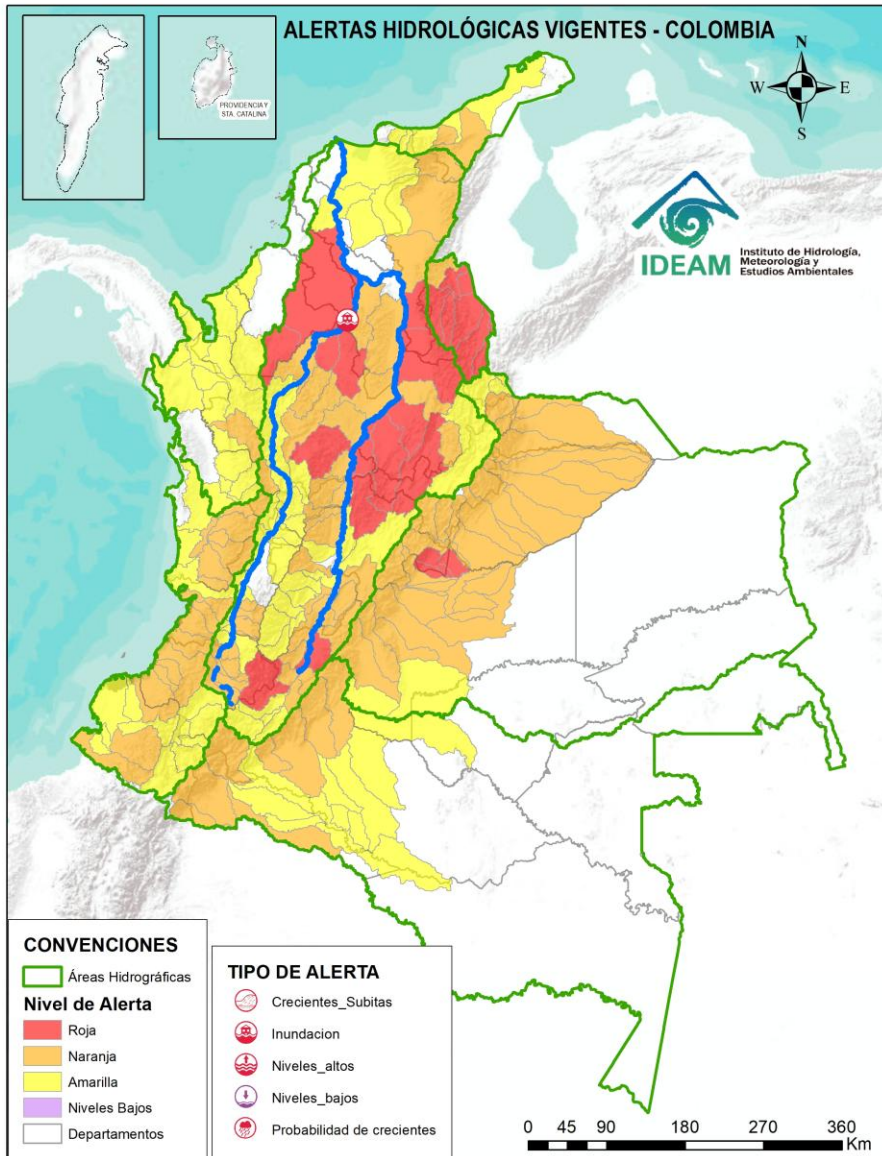 ALERTAS HIDROLÓGICAS VIGENTES - COLOMBIA
PROVIDENCIA Y
STA. CATALINA
N
W
E
S
IDEAM
Instituto de Hidrología,
Meteorología y
Estudios Ambientales
CONVENCIONES
Áreas Hidrográficas
Nivel de Alerta
Roja
Naranja
Amarilla
Niveles Bajos
Departamentos
TIPO DE ALERTA
Crecientes_Subitas
Inundacion
Niveles_altos
Niveles_bajos
Probabilidad de crecientes
0 45 90 180 270 360
Km